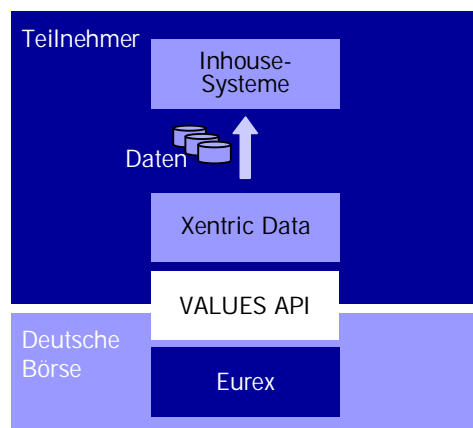 Teilnehmer
Inhouse-
Systeme
Daten
Xentric Data
VALUES API
Deutsche
Börse
Eurex